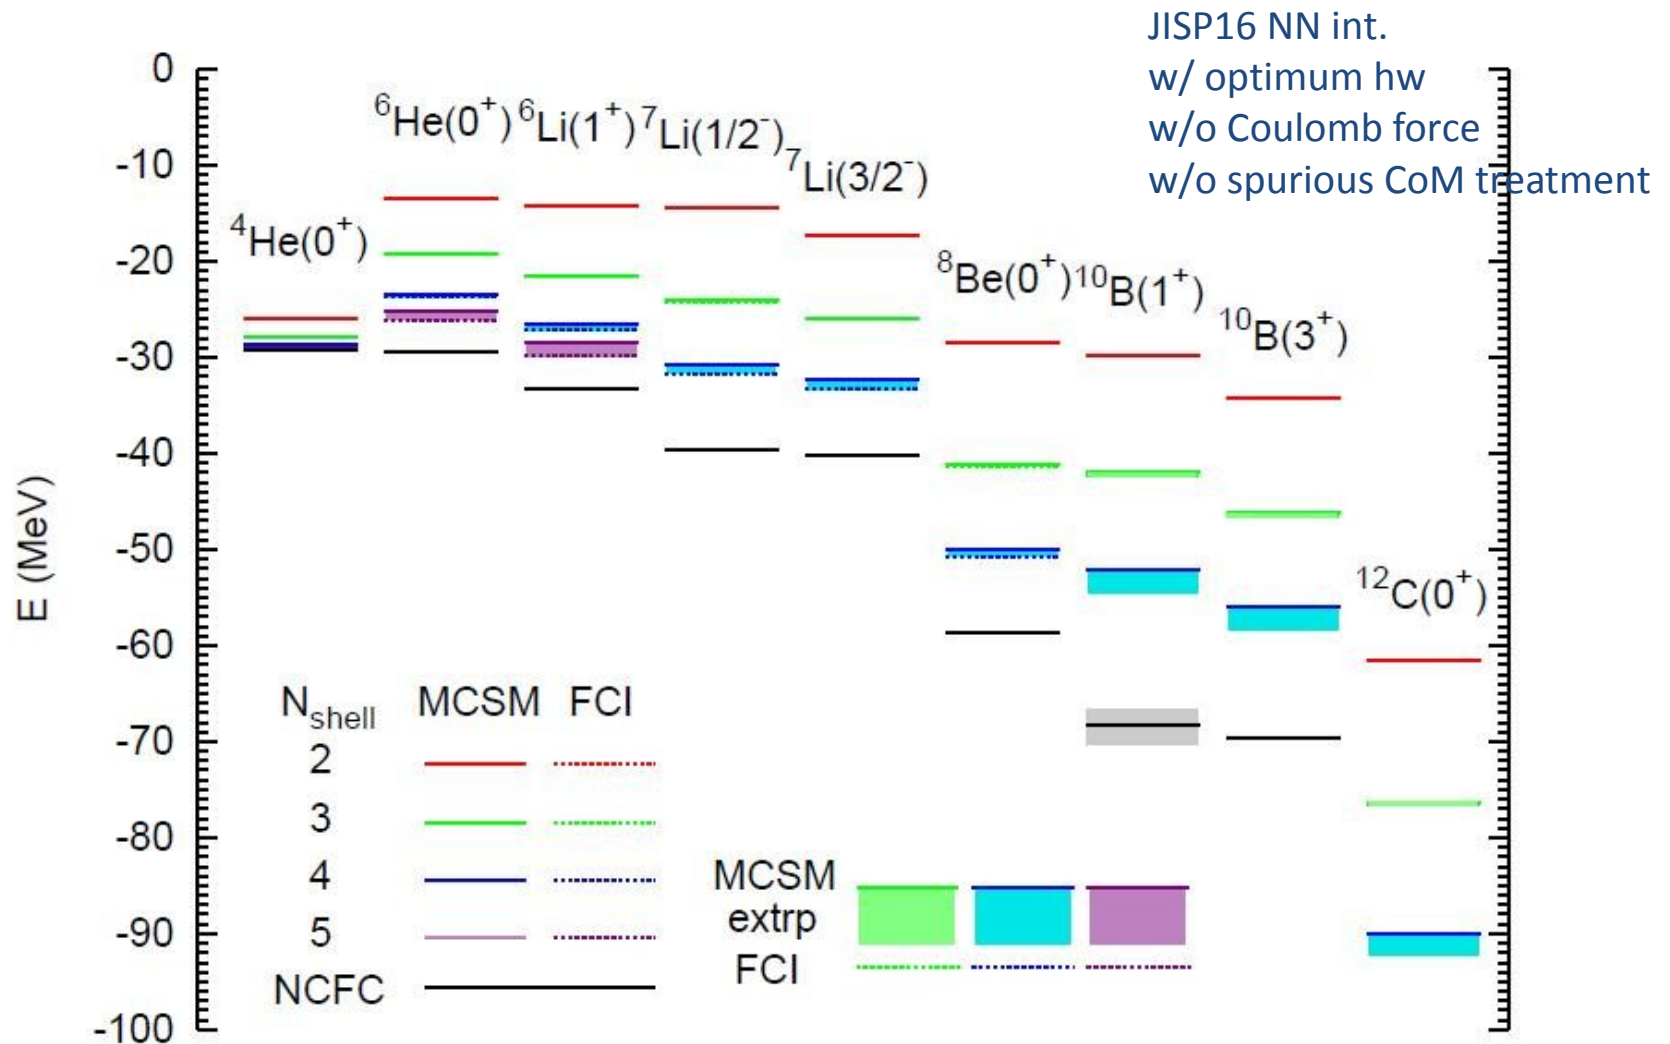 JISP16 NN int.
w/ optimum hw
w/o Coulomb force
w/o spurious CoM treatment
0
-10
-20
-30
-40
-50
-60
-70
-80
-90
-100
E (MeV)
⁴He(0⁺)
⁶He(0⁺)
⁶Li(1⁺)
⁷Li(1/2⁻)
⁷Li(3/2⁻)
⁸Be(0⁺)
¹⁰B(1⁺)
¹⁰B(3⁺)
¹²C(0⁺)
N_shell MCSM FCI
2
3
4
5
NCFC
MCSM
extrp
FCI